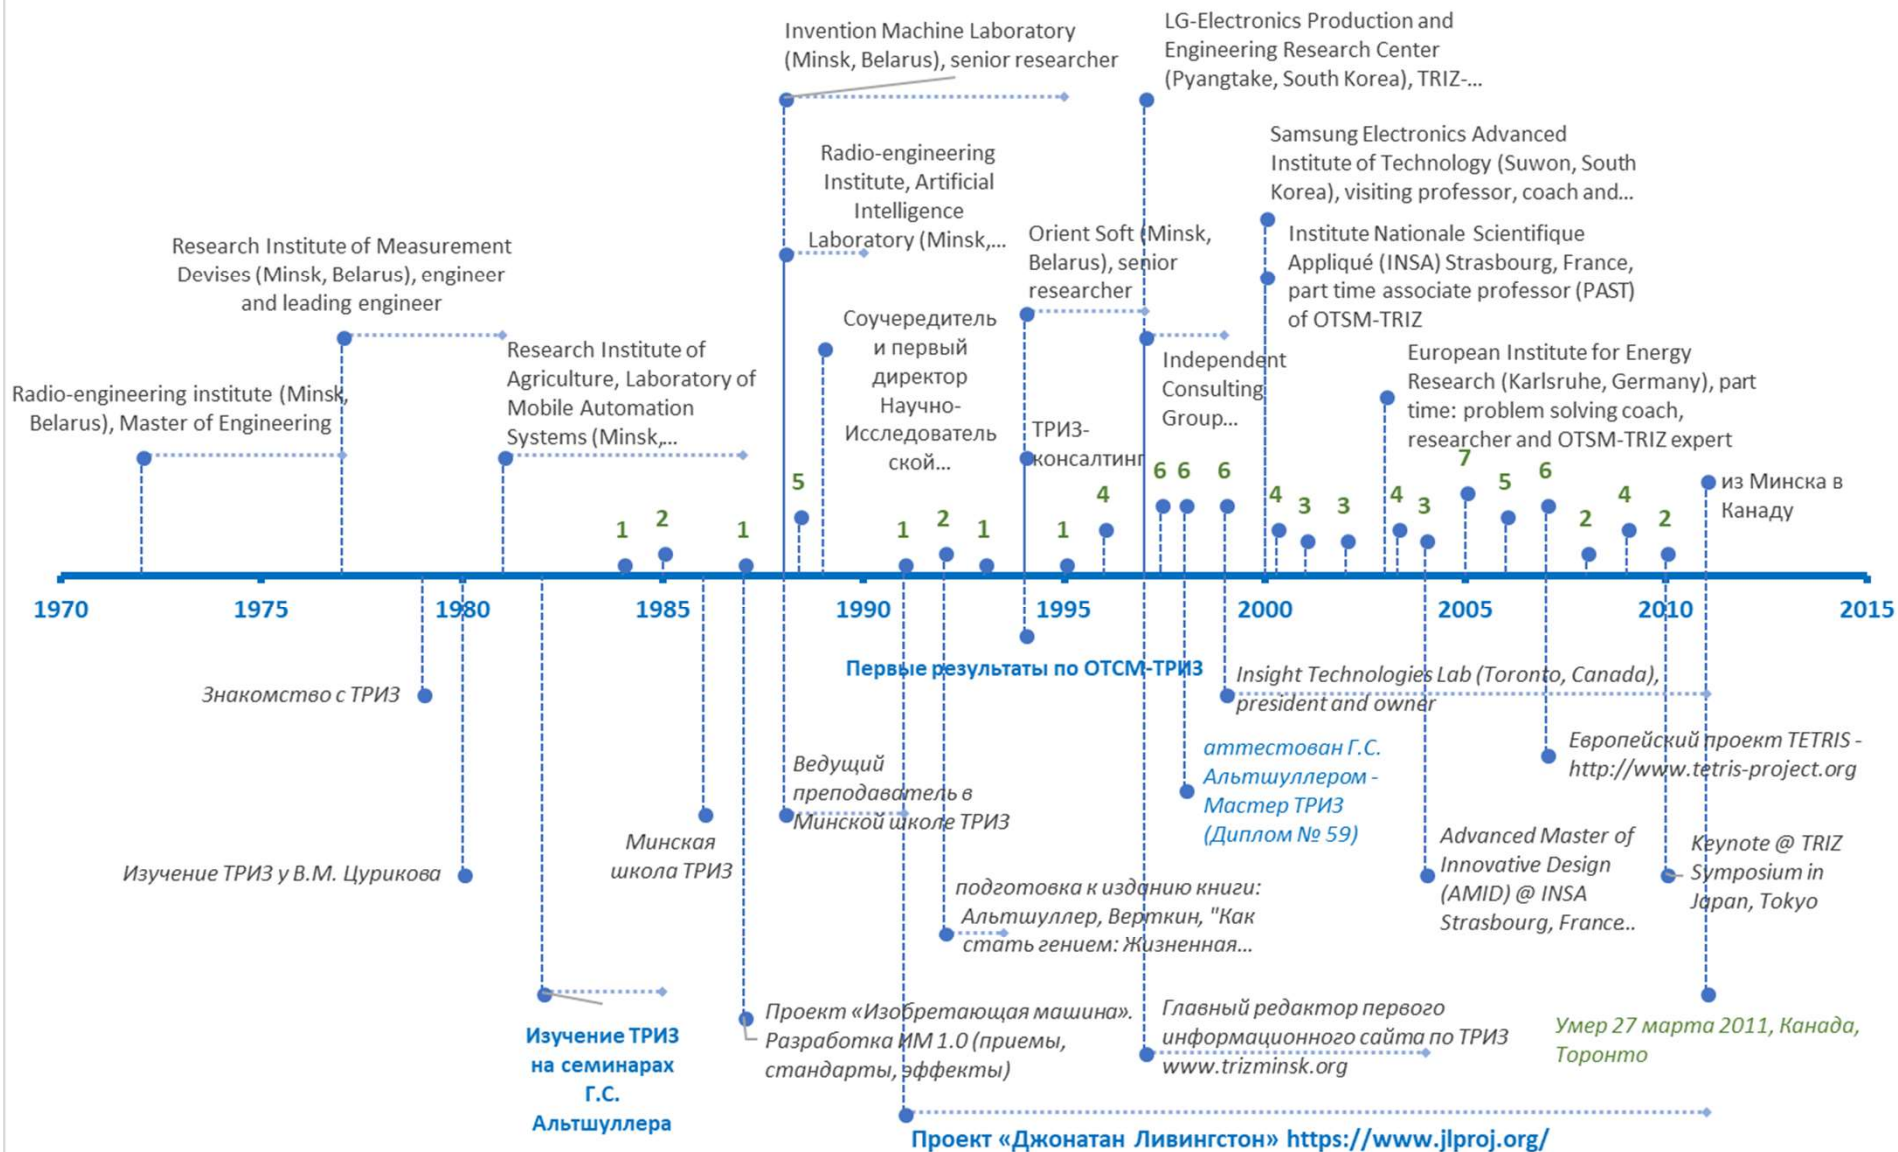 Invention Machine Laboratory
(Minsk, Belarus), senior researcher
LG-Electronics Production and
Engineering Research Center
(Pyangtake, South Korea), TRIZ-...
Radio-engineering
Institute, Artificial
Intelligence
Laboratory (Minsk,...
Samsung Electronics Advanced
Institute of Technology (Suwon, South
Korea), visiting professor, coach and...
Research Institute of Measurement
Devises (Minsk, Belarus), engineer
and leading engineer
Orient Soft (Minsk,
Belarus), senior
researcher
Institute Nationale Scientifique
Appliqué (INSA) Strasbourg, France,
part time associate professor (PAST)
of OTSM-TRIZ
Radio-engineering institute (Minsk,
Belarus), Master of Engineering
Research Institute of
Agriculture, Laboratory of
Mobile Automation
Systems (Minsk,...
Соучередитель
и первый
директор
Научно-
Исследователь
ской...
ТРИЗ-
консалтинг
Independent
Consulting
Group...
European Institute for Energy
Research (Karlsruhe, Germany), part
time: problem solving coach,
researcher and OTSM-TRIZ expert
из Минска в
Канаду
1
2
1
5
1
2
1
1
4
6
6
6
4
3
3
4
3
7
5
6
2
4
2
1970
1975
1980
1985
1990
1995
2000
2005
2010
2015
Первые результаты по ОТСМ-ТРИЗ
Знакомство с ТРИЗ
Insight Technologies Lab (Toronto, Canada),
president and owner
Ведущий
преподаватель в
Минской школе ТРИЗ
аттестован Г.С.
Альтшуллером -
Мастер ТРИЗ
(Диплом № 59)
Европейский проект TETRIS -
http://www.tetris-project.org
Изучение ТРИЗ у В.М. Цурикова
Минская
школа ТРИЗ
подготовка к изданию книги:
Альтшуллер, Верткин, "Как
стать гением: Жизненная...
Advanced Master of
Innovative Design
(AMID) @ INSA
Strasbourg, France...
Keynote @ TRIZ
Symposium in
Japan, Tokyo
Изучение ТРИЗ
на семинарах
Г.С.
Альтшуллера
Проект «Изобретающая машина».
Разработка ИМ 1.0 (приемы,
стандарты, эффекты)
Главный редактор первого
информационного сайта по ТРИЗ
www.trizminsk.org
Умер 27 марта 2011, Канада,
Торонто
Проект «Джонатан Ливингстон» https://www.jlproj.org/